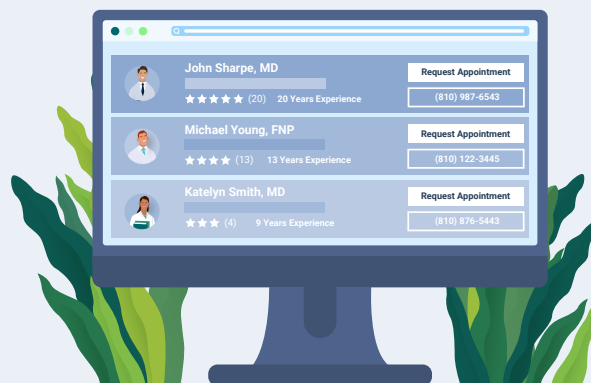 John Sharpe, MD
Request Appointment
(20) 20 Years Experience
(810) 987-6543
Michael Young, FNP
Request Appointment
(13) 13 Years Experience
(810) 122-3445
Katelyn Smith, MD
Request Appointment
(4) 9 Years Experience
(810) 876-5443